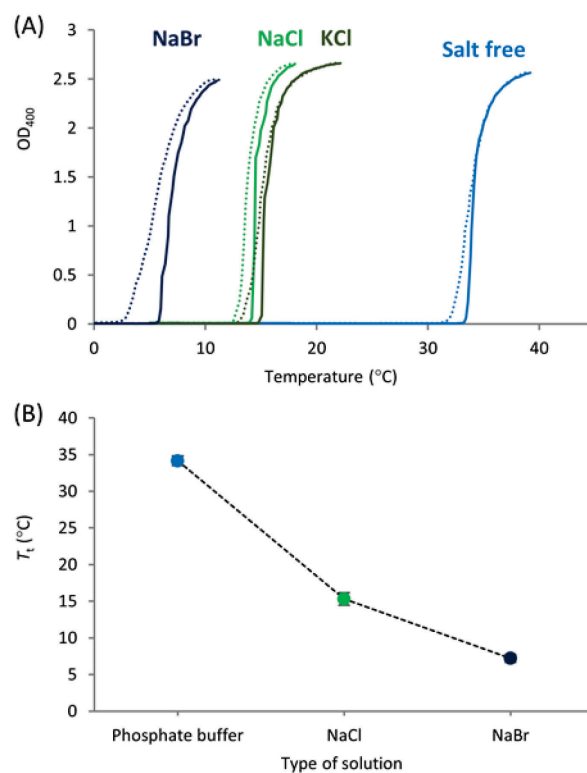 (A)
NaBr
NaCl
KCl
Salt free
3
2.5
2
1.5
1
0.5
0
OD400
0
10
20
30
40
Temperature (°C)
(B)
40
35
30
25
20
15
10
5
0
Tt (°C)
Phosphate buffer
NaCl
NaBr
Type of solution